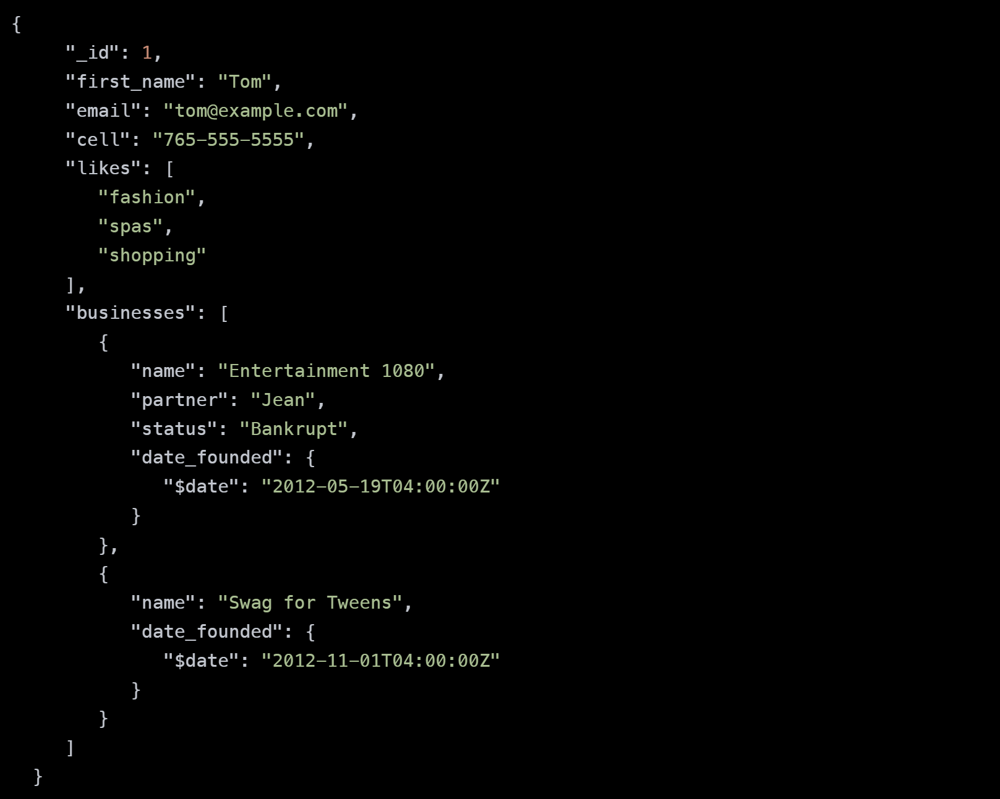 {
"_id": 1,
"first_name": "Tom",
"email": "tom@example.com",
"cell": "765-555-5555",
"likes": [
"fashion",
"spas",
"shopping"
],
"businesses": [
{
"name": "Entertainment 1080",
"partner": "Jean",
"status": "Bankrupt",
"date_founded": {
"$date": "2012-05-19T04:00:00Z"
}
},
{
"name": "Swag for Tweens",
"date_founded": {
"$date": "2012-11-01T04:00:00Z"
}
}
]
}